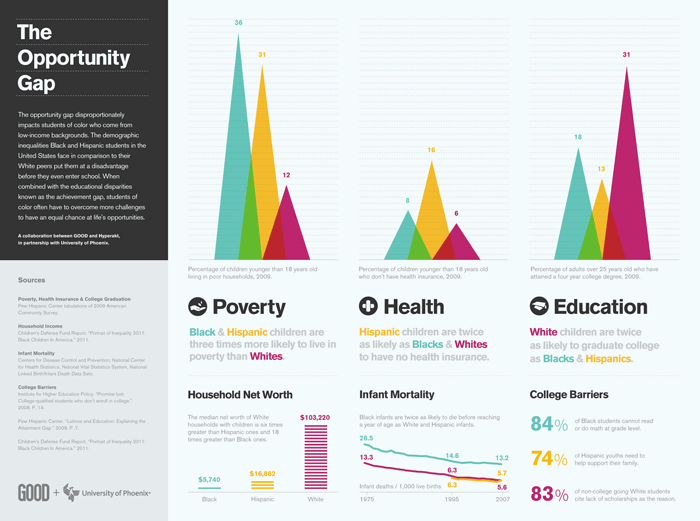 The
Opportunity
Gap
The opportunity gap disproportionately
impacts students of color who come from
low-income backgrounds. The demographic
inequalities Black and Hispanic students in the
United States face in comparison to their
White peers put them at a disadvantage
before they even enter school. When
combined with the educational disparities
known as the achievement gap, students of
color often have to overcome more challenges
to have an equal chance at life's opportunities.
A collaboration between GOOD and Hyperakt,
in partnership with University of Phoenix.
Sources
Poverty, Health Insurance & College Graduation
Pew Hispanic Center tabulations of 2009 American
Community Survey.
Household Income
Children's Defense Fund Report: "Portrait of Inequality 2011:
Black Children in America," 2011.
Infant Mortality
Centers for Disease Control and Prevention, National Center
for Health Statistics, National Vital Statistics System, National
Linked Birth/Infant Death Data Sets.
College Barriers
Institute for Higher Education Policy. "Promise lost:
College-qualified students who don't enroll in college."
2008. P. 14.
Pew Hispanic Center: "Latinos and Education: Explaining the
Attainment Gap." 2009. P. 7.
Children's Defense Fund Report: "Portrait of Inequality 2011:
Black Children in America," 2011.
GOOD + University of Phoenix
36
31
12
Percentage of children younger than 18 years old
living in poor households, 2009.
Poverty
Black & Hispanic children are
three times more likely to live in
poverty than Whites.
Household Net Worth
The median net worth of White
households with children is six times
greater than Hispanic ones and 18
times greater than Black ones.
$103,220
$5,740
$16,882
Black
Hispanic
White
8
16
6
Percentage of children younger than 18 years old
who don't have health insurance, 2009.
Health
Hispanic children are twice
as likely as Blacks & Whites
to have no health insurance.
Infant Mortality
Black infants are twice as likely to die before reaching
a year of age as White and Hispanic infants.
26.5
13.3
14.6
13.2
6.3
6.3
5.7
5.6
Infant deaths / 1,000 live births
1975
1995
2007
18
13
31
Percentage of adults over 25 years old who have
attained a four year college degree, 2009.
Education
White children are twice
as likely to graduate college
as Blacks & Hispanics.
College Barriers
84%
of Black students cannot read
or do math at grade level.
74%
of Hispanic youths need to
help support their family.
83%
of non-college going White students
cite lack of scholarships as the reason.